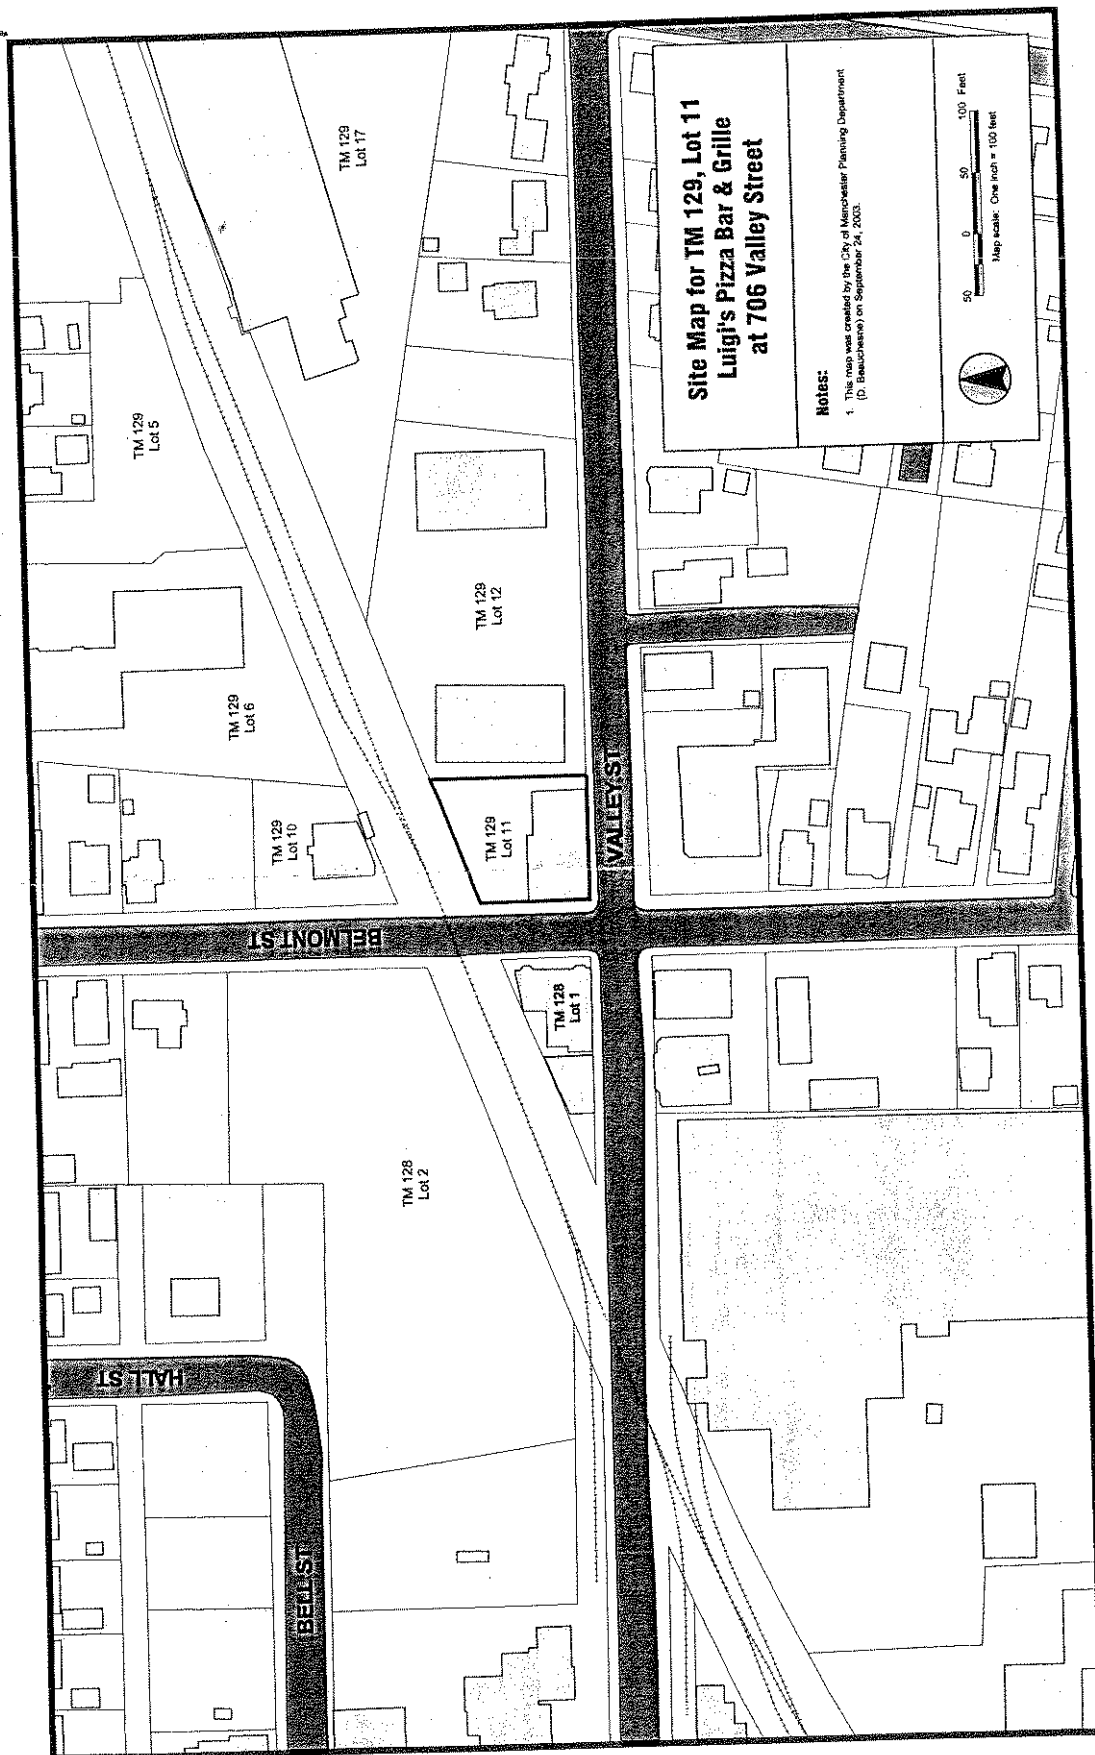 Site Map for TM 129, Lot 11
Luigi's Pizza Bar & Grille
at 706 Valley Street
Notes:
1. This map was created by the City of Manchester Planning Department
(D. Beauchesne) on September 24, 2003.
50 0 50 100 Feet
Map scale: One inch = 100 feet
TM 129
Lot 17
TM 129
Lot 5
TM 129
Lot 12
TM 129
Lot 6
TM 129
Lot 10
TM 129
Lot 11
VALLEY ST
BELMONT ST
TM 128
Lot 1
TM 128
Lot 2
HALL ST
BELL ST